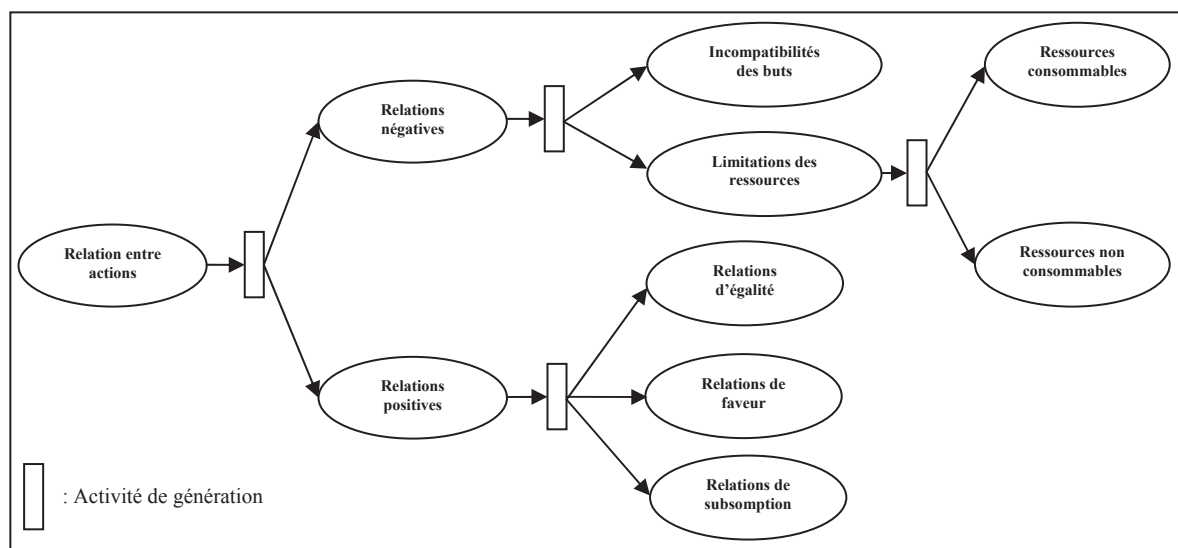 Incompatibilités
des buts
Ressources
consommables
Relations
négatives
Limitations des
ressources
Relation entre
actions
Ressources non
consommables
Relations
d'égalité
Relations
positives
Relations de
faveur
Relations de
subsomption
: Activité de génération